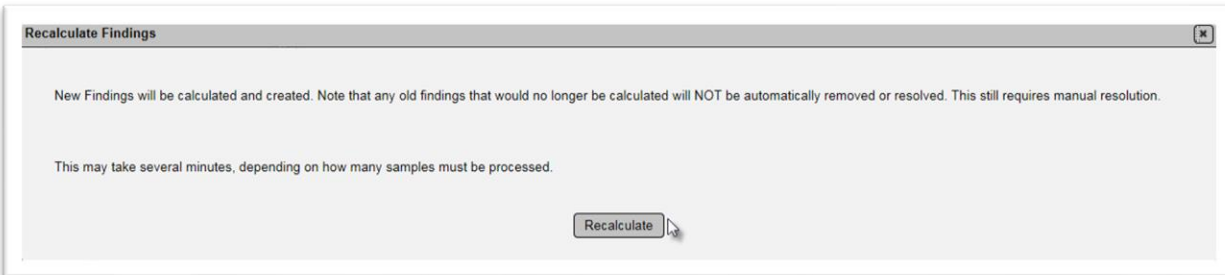 Recalculate Findings
New Findings will be calculated and created. Note that any old findings that would no longer be calculated will NOT be automatically removed or resolved. This still requires manual resolution.
This may take several minutes, depending on how many samples must be processed.
Recalculate